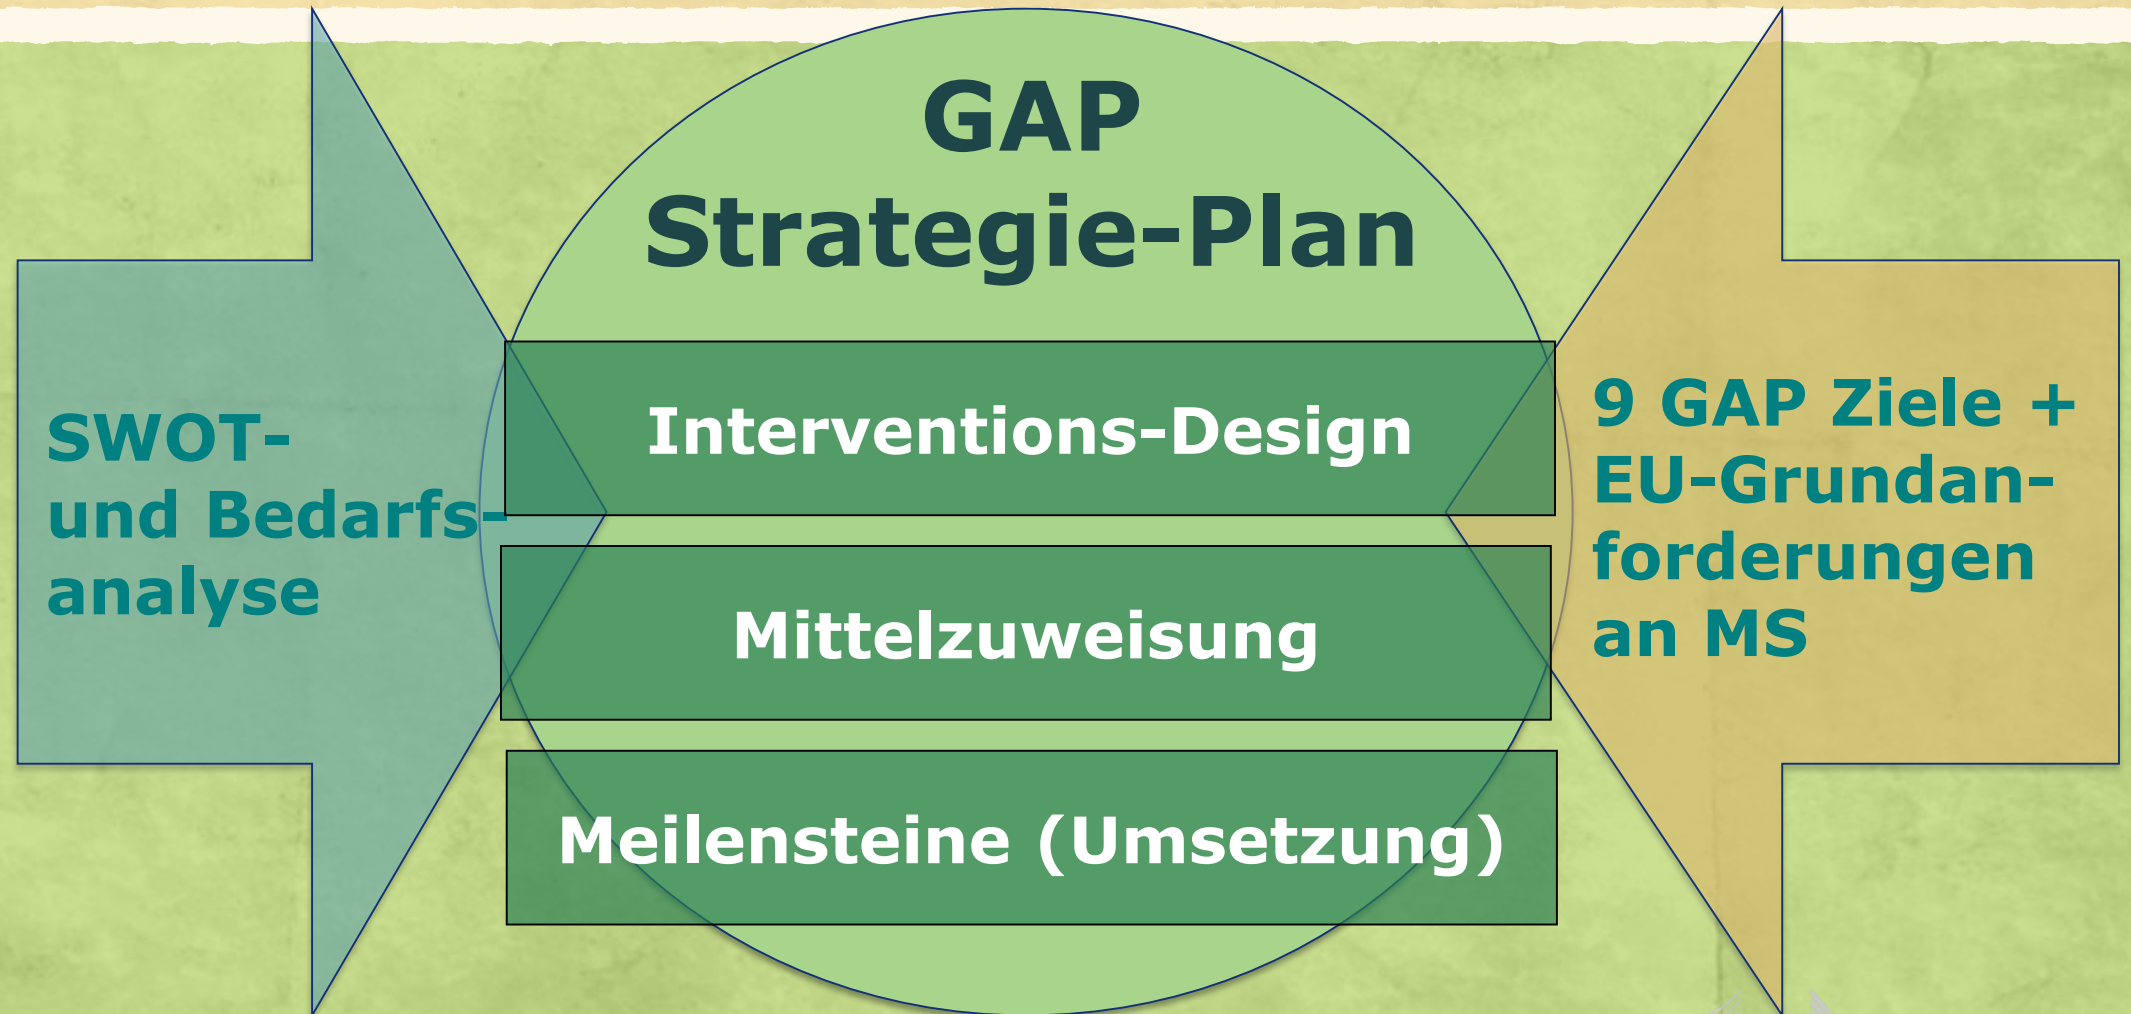 GAP
Strategie-Plan
SWOT-
und Bedarfs-
analyse
Interventions-Design
Mittelzuweisung
Meilensteine (Umsetzung)
9 GAP Ziele +
EU-Grundan-
forderungen
an MS